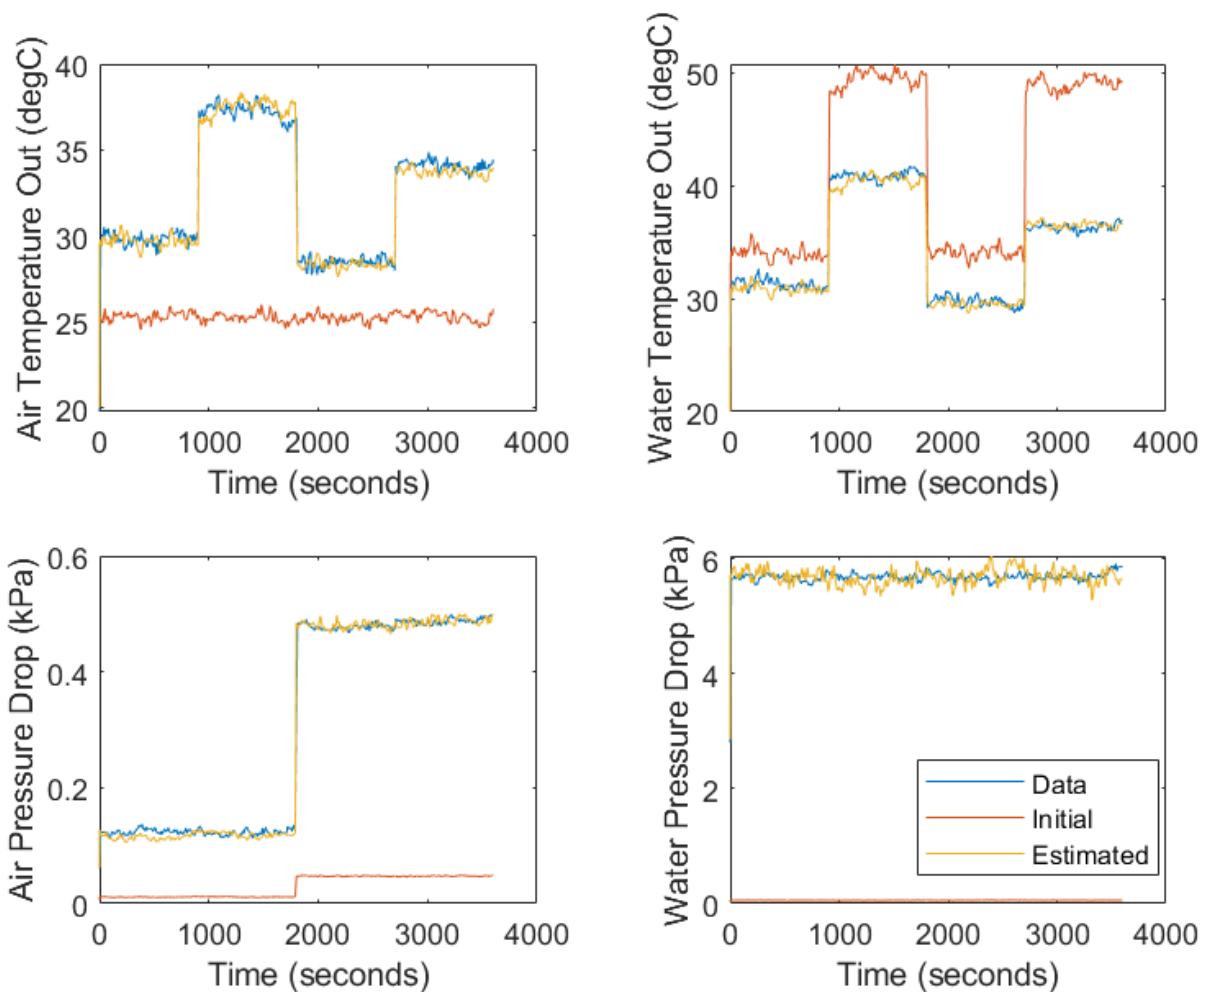 Air Temperature Out (degC)
40
35
30
25
20
0 1000 2000 3000 4000
Time (seconds)
Water Temperature Out (degC)
50
40
30
20
0 1000 2000 3000 4000
Time (seconds)
Air Pressure Drop (kPa)
0.6
0.4
0.2
0
0 1000 2000 3000 4000
Time (seconds)
Water Pressure Drop (kPa)
6
4
2
0
Data
Initial
Estimated
0 1000 2000 3000 4000
Time (seconds)